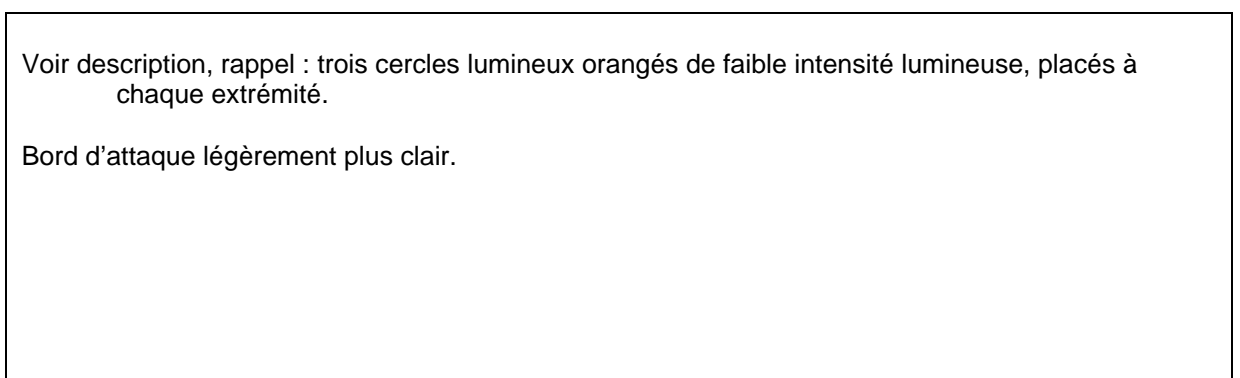 Voir description, rappel : trois cercles lumineux orangés de faible intensité lumineuse, placés à
chaque extrémité.
Bord d'attaque légèrement plus clair.